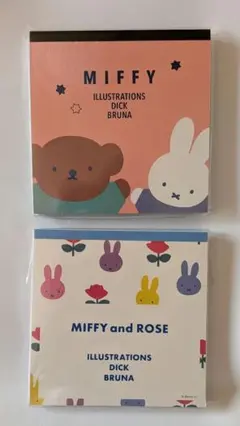 MIFFY
ILLUSTRATIONS
DICK
BRUNA
MIFFY and ROSE
ILLUSTRATIONS
DICK
BRUNA